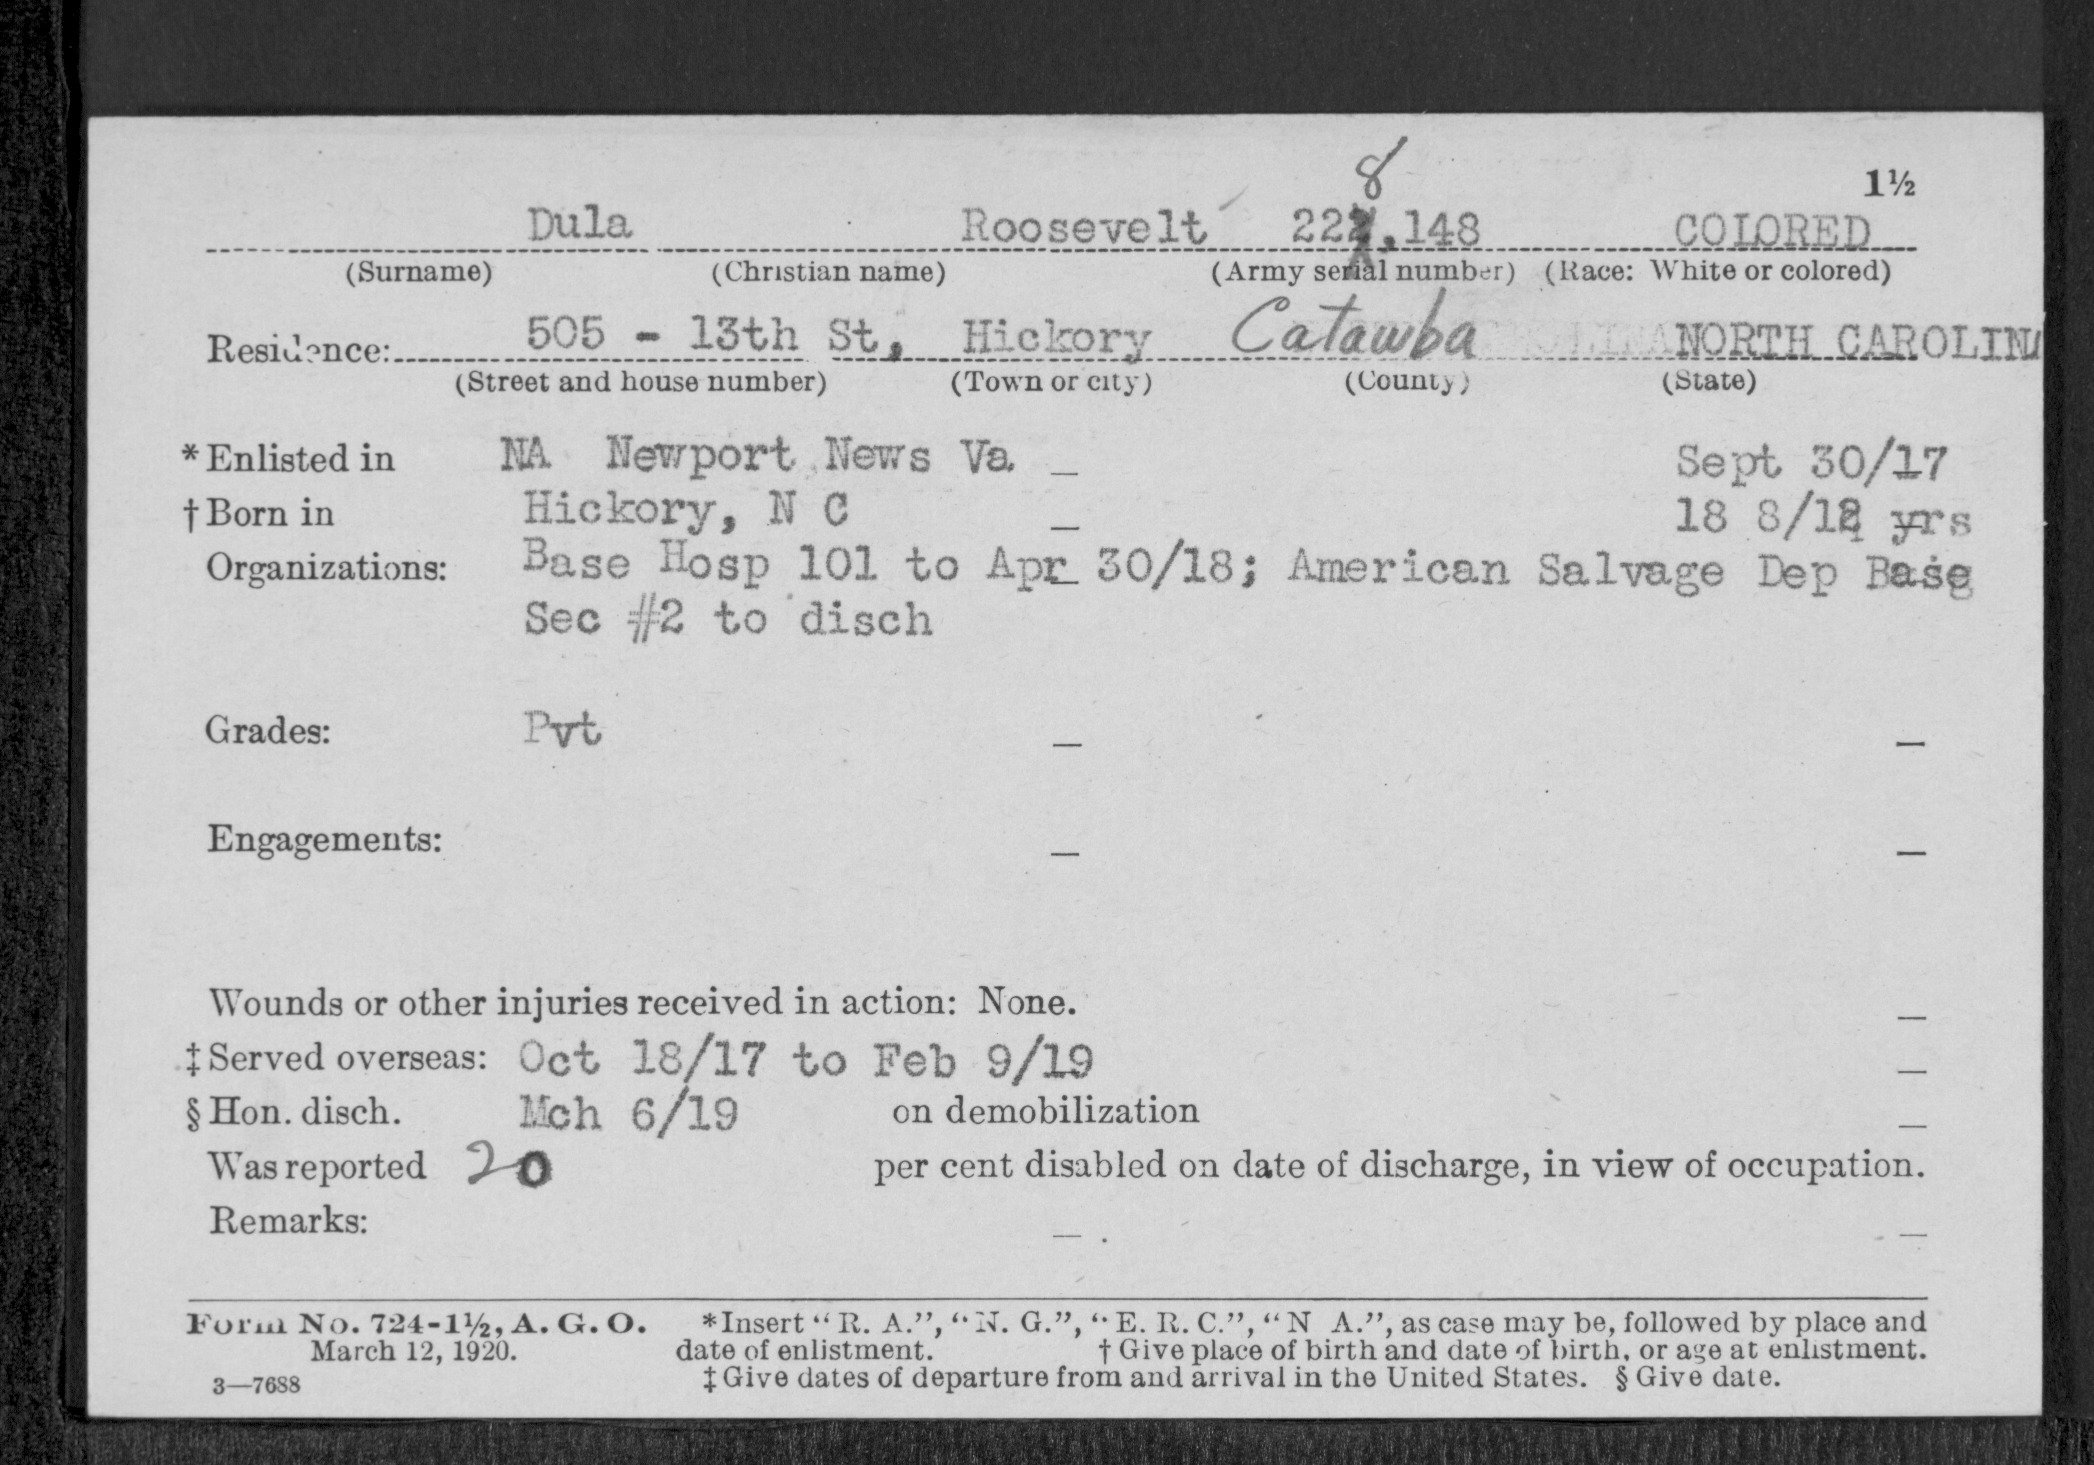 8
1½
Dula Roosevelt 222,148 COLORED
(Surname) (Christian name) (Army serial number) (Race: White or colored)
Residence: 505 - 13th St, Hickory Catawba NORTH CAROLINA
(Street and house number) (Town or city) (County) (State)
*Enlisted in NA Newport News Va. Sept 30/17
†Born in Hickory, N C 18 8/12 yrs
Organizations: Base Hosp 101 to Apr 30/18; American Salvage Dep Base
Sec #2 to disch
Grades: Pvt
Engagements:
Wounds or other injuries received in action: None.
‡Served overseas: Oct 18/17 to Feb 9/19
§Hon. disch. Mch 6/19 on demobilization
Was reported 20 per cent disabled on date of discharge, in view of occupation.
Remarks:
Form No. 724-1½, A. G. O. *Insert "R. A.", "N. G.", "E. R. C.", "N A.", as case may be, followed by place and
March 12, 1920. date of enlistment. †Give place of birth and date of birth, or age at enlistment.
3—7688 ‡Give dates of departure from and arrival in the United States. §Give date.